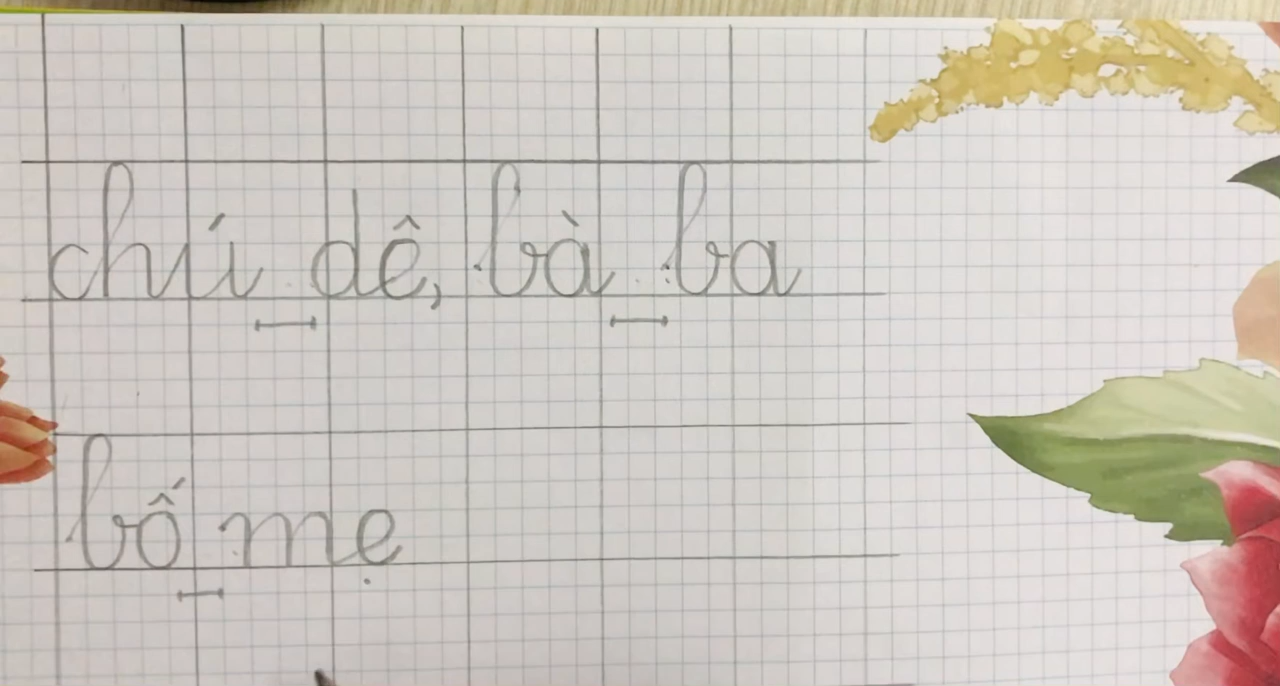 chú dê, bà ba
bố mẹ